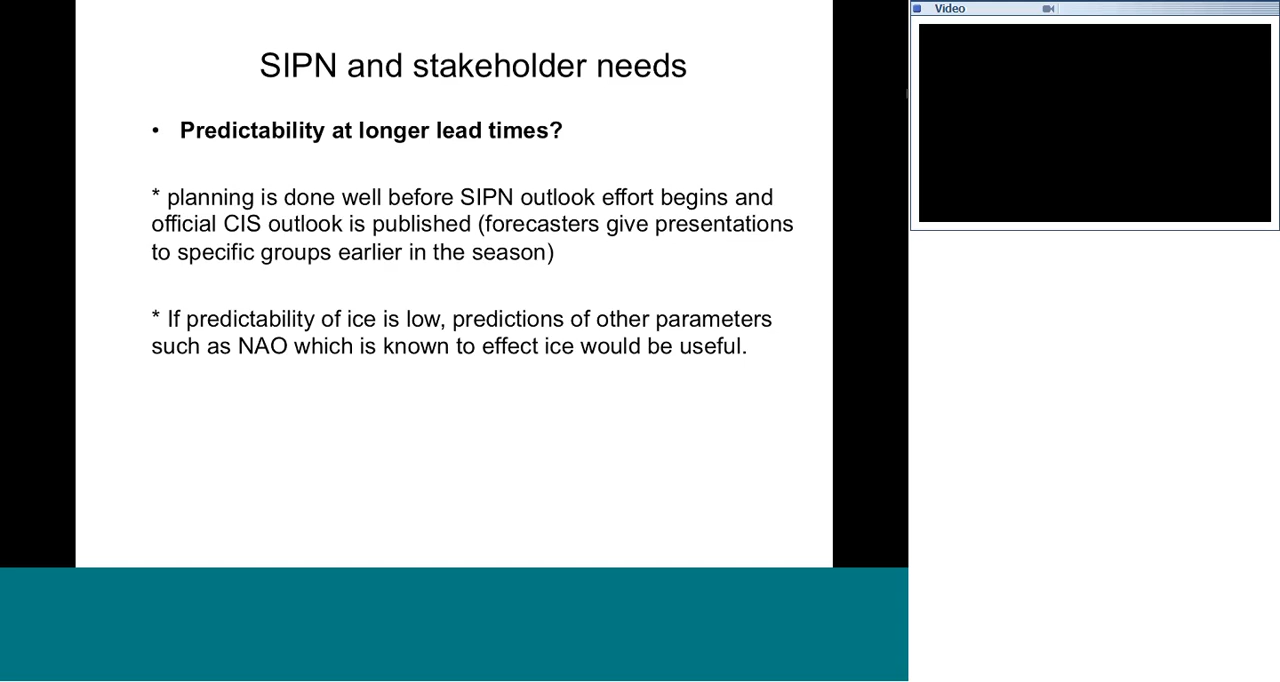 SIPN and stakeholder needs
• Predictability at longer lead times?
* planning is done well before SIPN outlook effort begins and
official CIS outlook is published (forecasters give presentations
to specific groups earlier in the season)
* If predictability of ice is low, predictions of other parameters
such as NAO which is known to effect ice would be useful.
Video